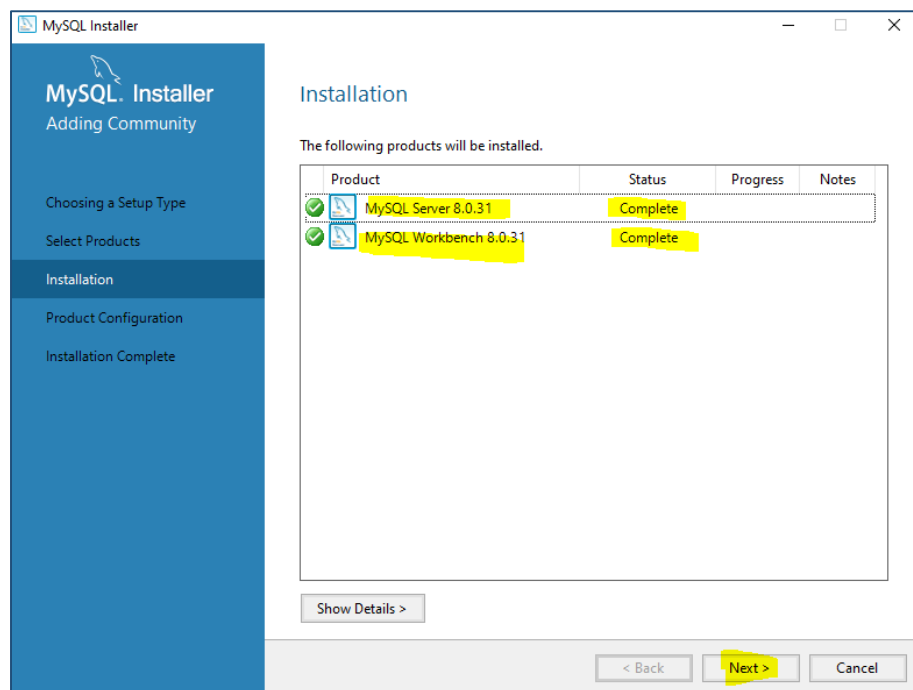 MySQL Installer
MySQL. Installer
Adding Community
Choosing a Setup Type
Select Products
Installation
Product Configuration
Installation Complete
Installation
The following products will be installed.
Product Status Progress Notes
MySQL Server 8.0.31 Complete
MySQL Workbench 8.0.31 Complete
Show Details >
< Back Next > Cancel